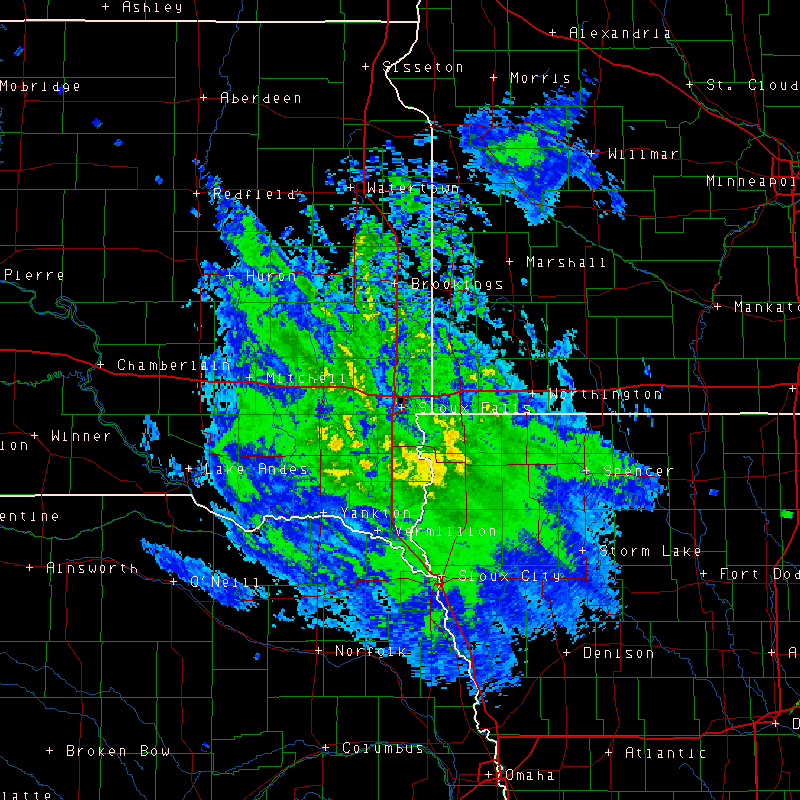 Ashley
Alexandria
Sisseton
Morris
Mobridge
St. Cloud
Aberdeen
Willmar
Minneapol
Watertown
Redfield
Marshall
Pierre
Huron
Brookings
Mankato
Chamberlain
Mitchell
Worthington
Sioux Falls
Winner
ion
Lake Andes
Spencer
Yankton
entine
Vermillion
Storm Lake
Ainsworth
Fort Dod
O'Neill
Sioux City
Norfolk
Denison
A
D
Broken Bow
Columbus
Atlantic
Omaha
latte